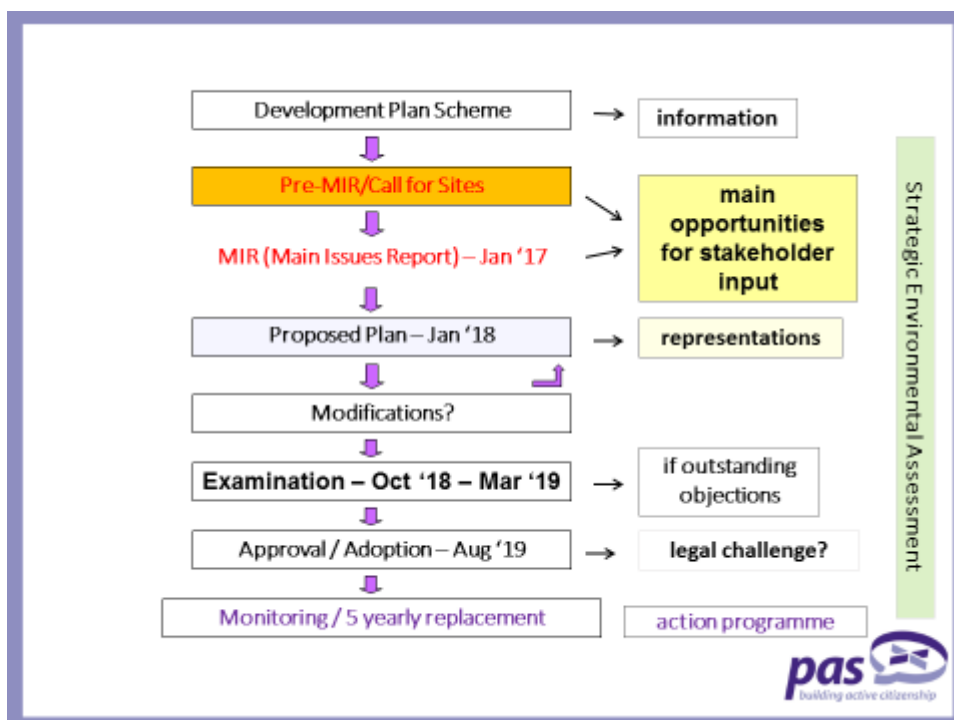 Development Plan Scheme
information
Pre-MIR/Call for Sites
main
opportunities
for stakeholder
input
MIR (Main Issues Report) – Jan ‘17
Proposed Plan – Jan ‘18
representations
Modifications?
Examination – Oct ‘18 – Mar ‘19
if outstanding
objections
Approval / Adoption – Aug ‘19
legal challenge?
Monitoring / 5 yearly replacement
action programme
Strategic Environmental Assessment
pas
building active citizenship